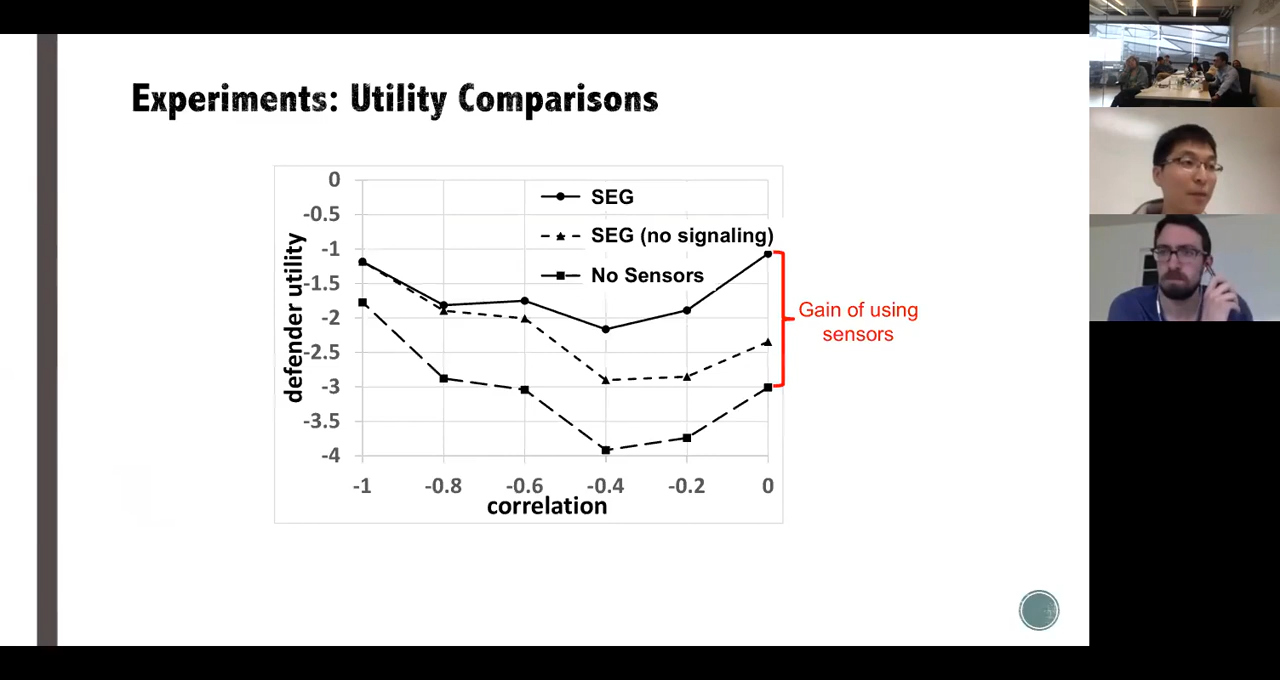 Experiments: Utility Comparisons
0
-0.5
-1
-1.5
-2
-2.5
-3
-3.5
-4
defender utility
SEG
SEG (no signaling)
No Sensors
Gain of using
sensors
-1 -0.8 -0.6 -0.4 -0.2 0
correlation